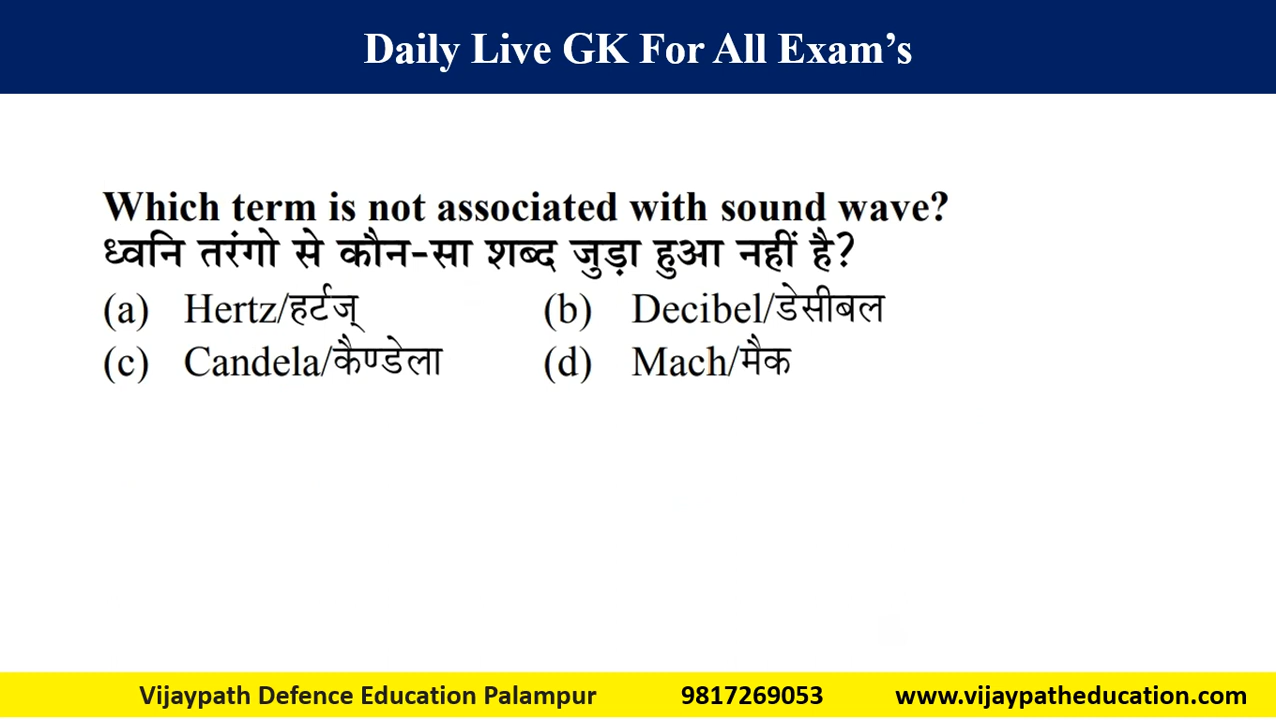 Daily Live GK For All Exam’s
Which term is not associated with sound wave?
ध्वनि तरंगो से कौन-सा शब्द जुड़ा हुआ नहीं है?
(a) Hertz/हर्टज् (b) Decibel/डेसीबल
(c) Candela/कैण्डेला (d) Mach/मैक
Vijaypath Defence Education Palampur 9817269053 www.vijaypatheducation.com